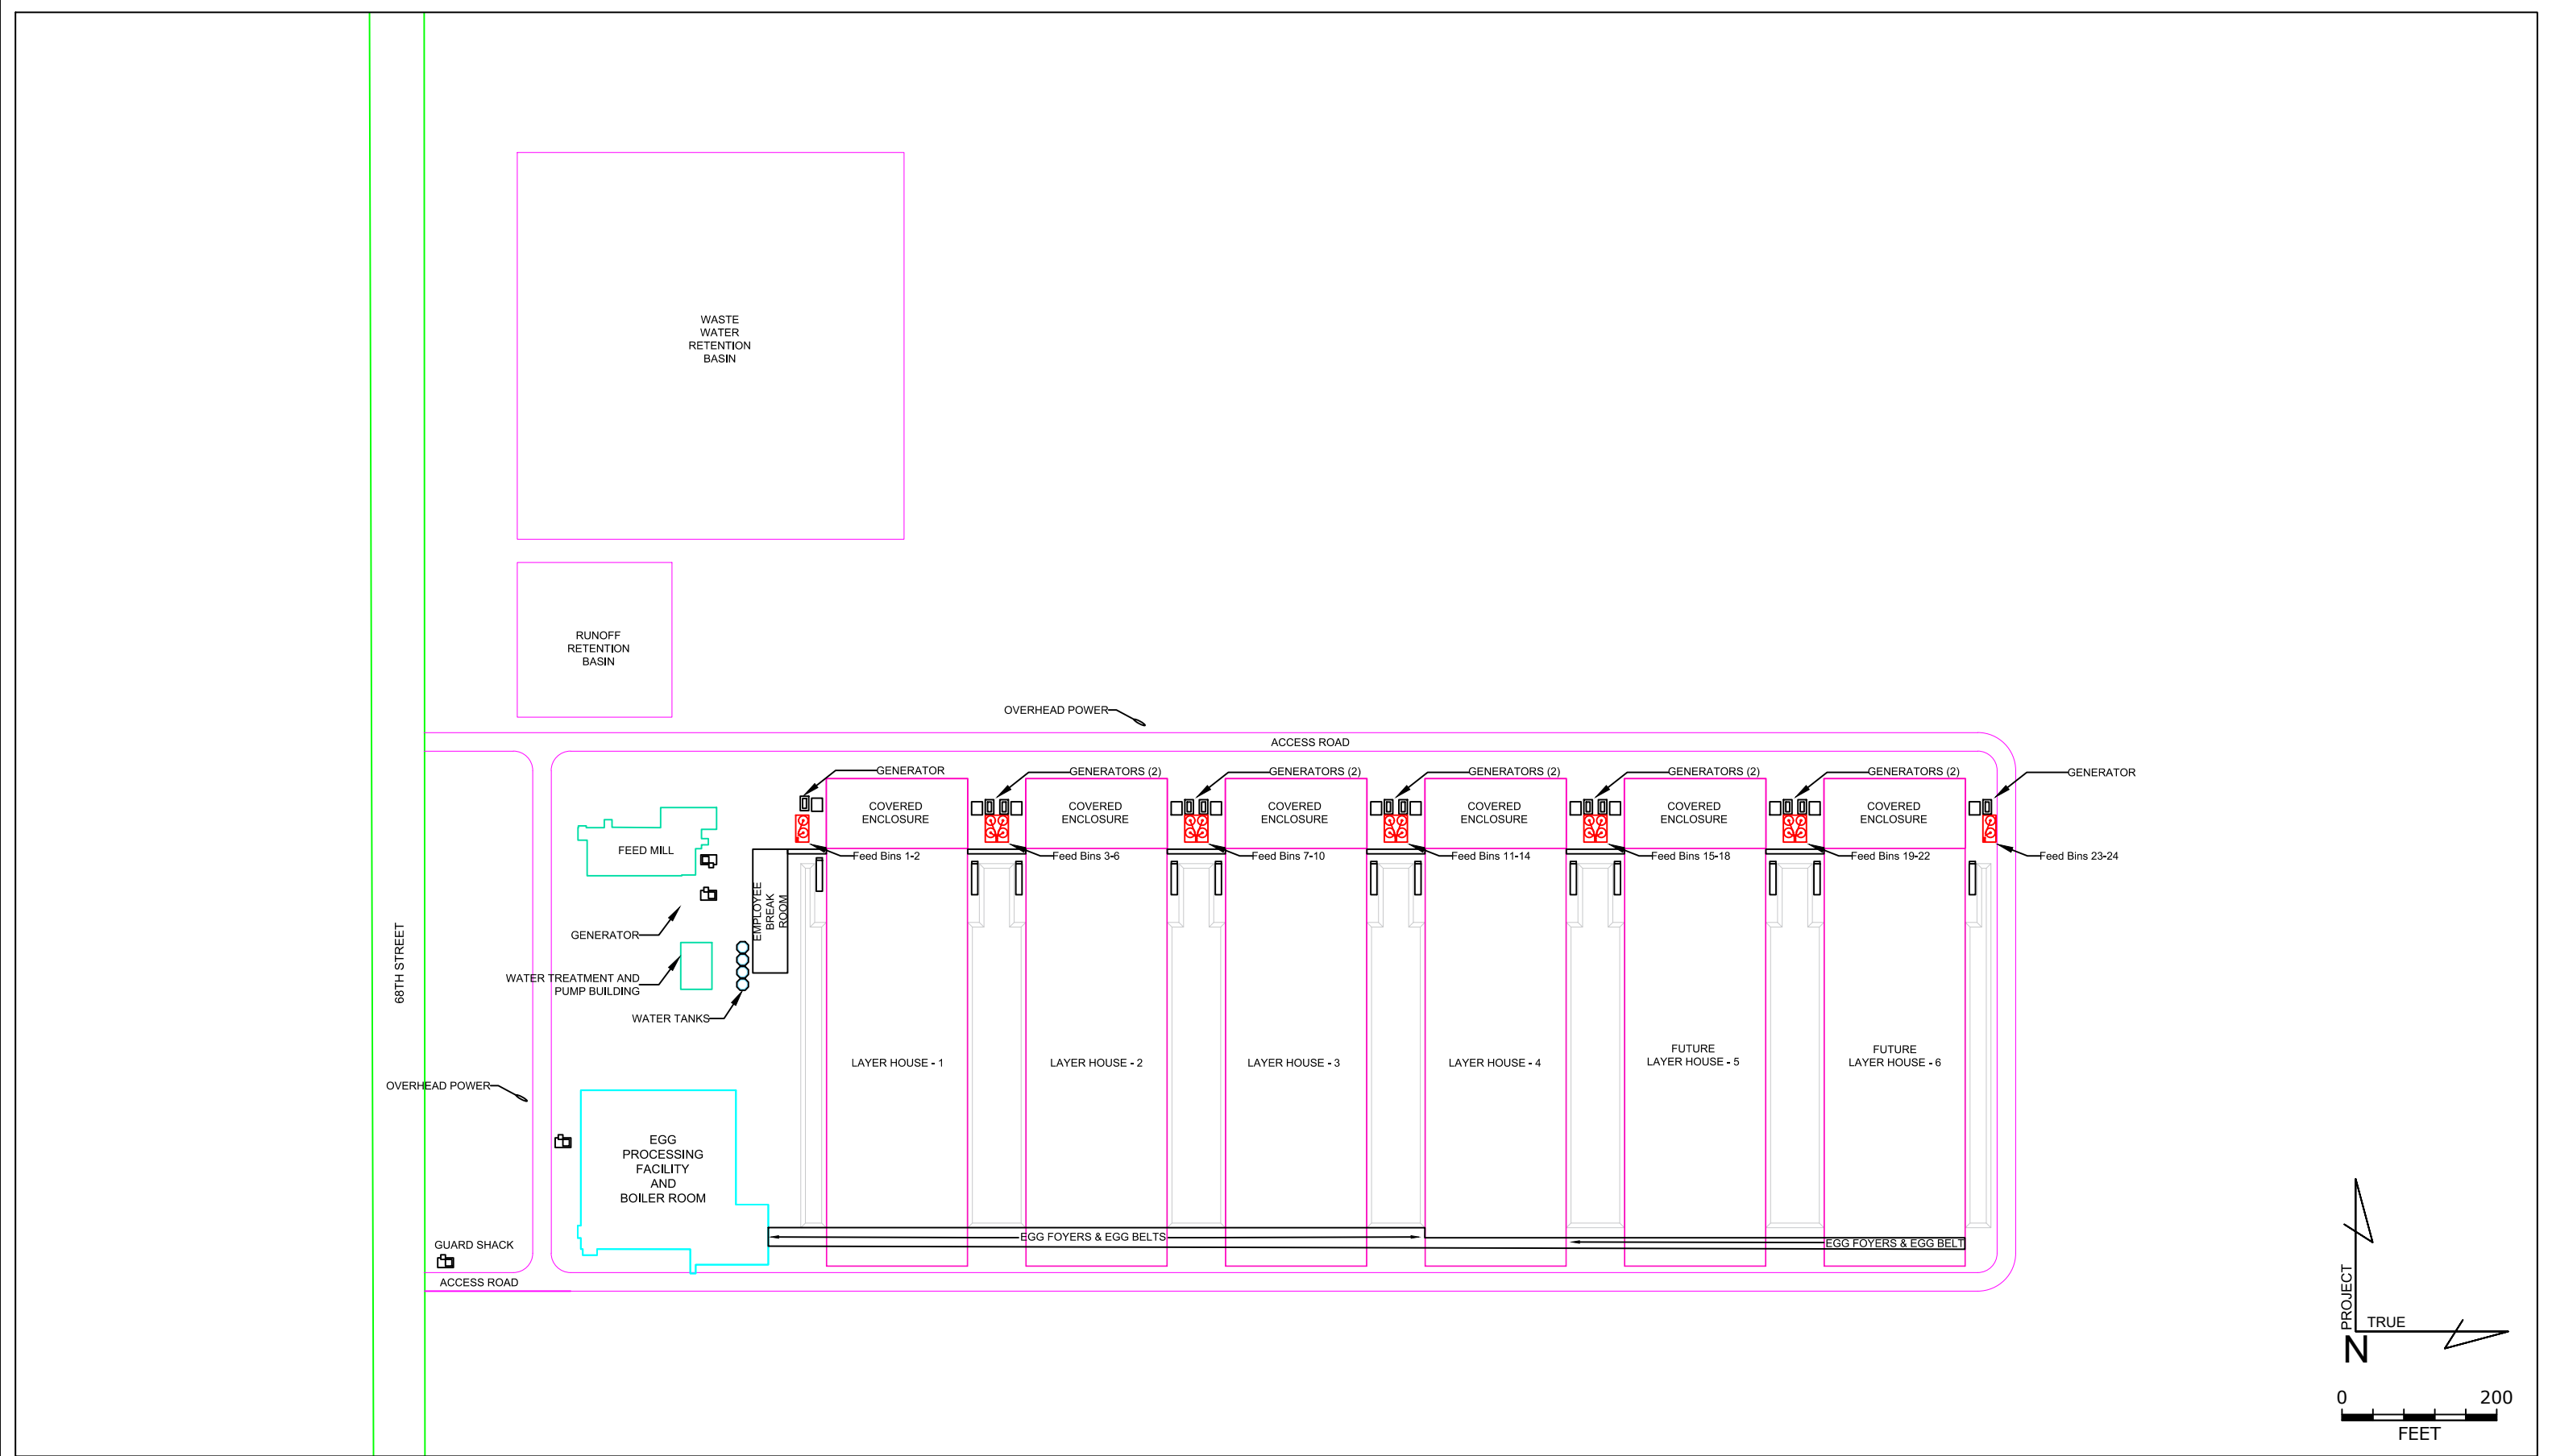 WASTE
WATER
RETENTION
BASIN
RUNOFF
RETENTION
BASIN
OVERHEAD POWER
ACCESS ROAD
GENERATOR
GENERATORS (2)
GENERATORS (2)
GENERATORS (2)
GENERATORS (2)
GENERATORS (2)
GENERATOR
COVERED
ENCLOSURE
COVERED
ENCLOSURE
COVERED
ENCLOSURE
COVERED
ENCLOSURE
COVERED
ENCLOSURE
COVERED
ENCLOSURE
FEED MILL
Feed Bins 1-2
Feed Bins 3-6
Feed Bins 7-10
Feed Bins 11-14
Feed Bins 15-18
Feed Bins 19-22
Feed Bins 23-24
EMPLOYEE
BREAK
ROOM
GENERATOR
68TH STREET
WATER TREATMENT AND
PUMP BUILDING
WATER TANKS
LAYER HOUSE - 1
LAYER HOUSE - 2
LAYER HOUSE - 3
LAYER HOUSE - 4
FUTURE
LAYER HOUSE - 5
FUTURE
LAYER HOUSE - 6
OVERHEAD POWER
EGG
PROCESSING
FACILITY
AND
BOILER ROOM
GUARD SHACK
EGG FOYERS & EGG BELTS
EGG FOYERS & EGG BELT
ACCESS ROAD
PROJECT
TRUE
N
0 200
FEET